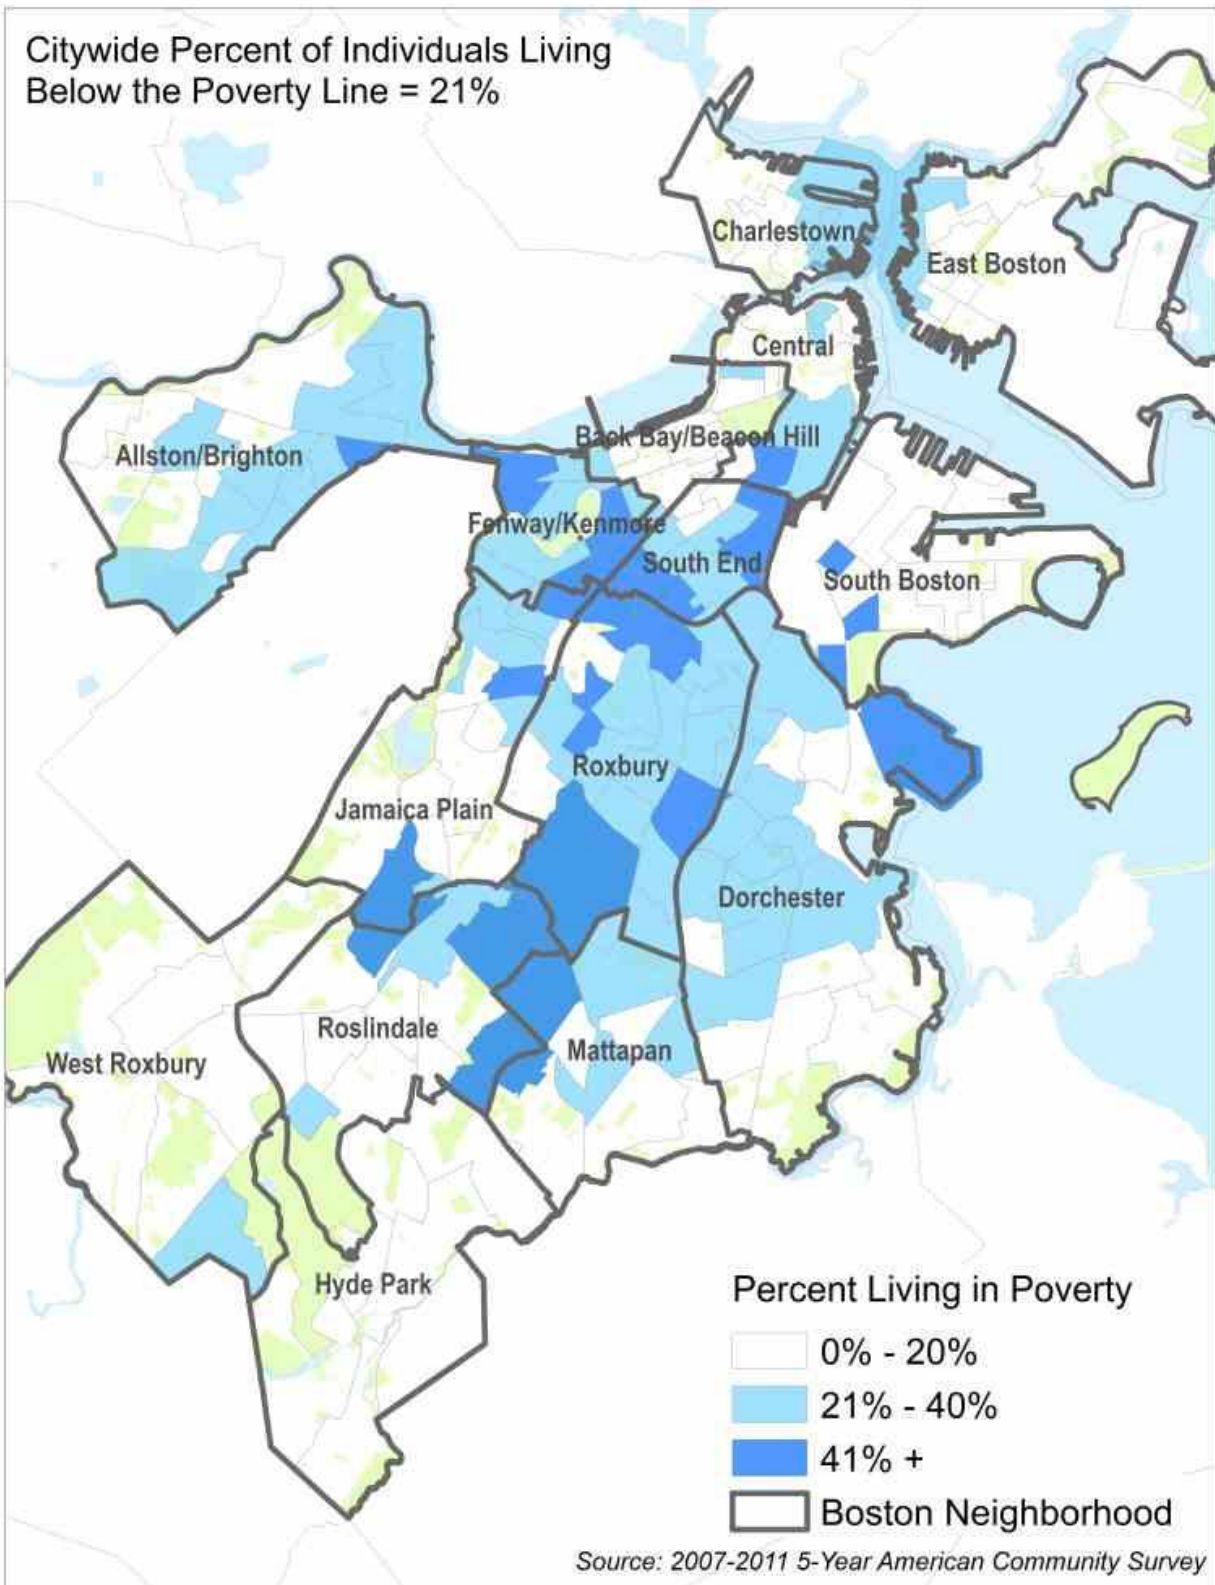 Citywide Percent of Individuals Living
Below the Poverty Line = 21%
Charlestown
East Boston
Central
Back Bay/Beacon Hill
Allston/Brighton
Fenway/Kenmore
South End
South Boston
Roxbury
Jamaica Plain
Dorchester
Roslindale
Mattapan
West Roxbury
Hyde Park
Percent Living in Poverty
0% - 20%
21% - 40%
41% +
Boston Neighborhood
Source: 2007-2011 5-Year American Community Survey